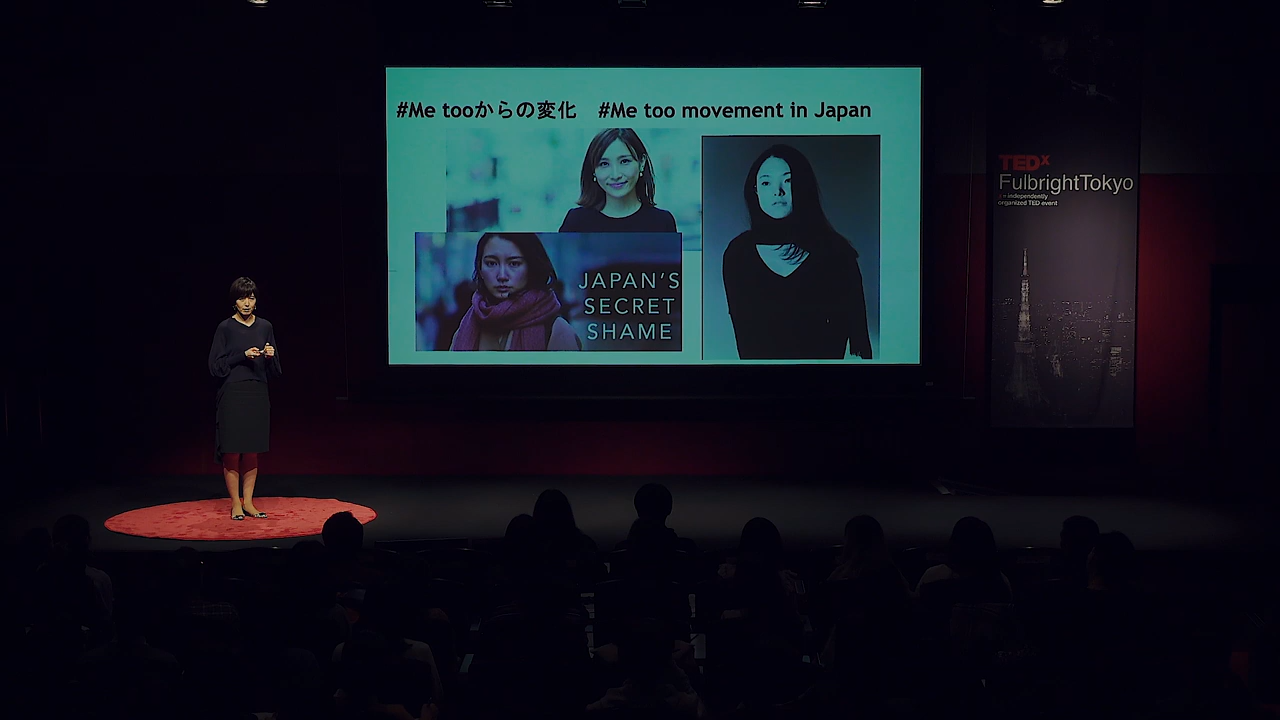 #Me tooからの変化 #Me too movement in Japan
JAPAN'S
SECRET
SHAME
TEDx
FulbrightTokyo
x = independently
organized TED event